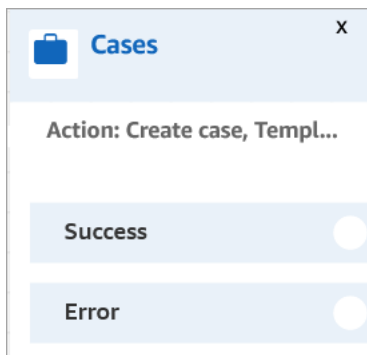 x
Cases
Action: Create case, Templ...
Success
Error